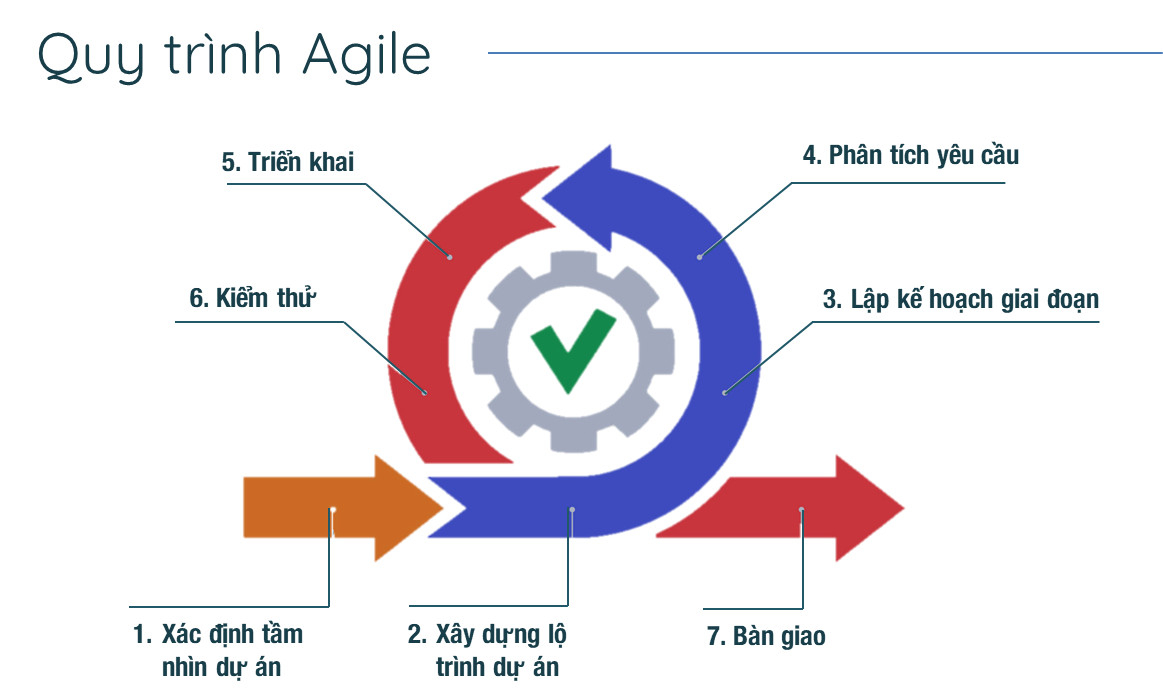 Quy trình Agile
5. Triển khai
4. Phân tích yêu cầu
6. Kiểm thử
3. Lập kế hoạch giai đoạn
1. Xác định tầm
nhìn dự án
2. Xây dựng lộ
trình dự án
7. Bàn giao